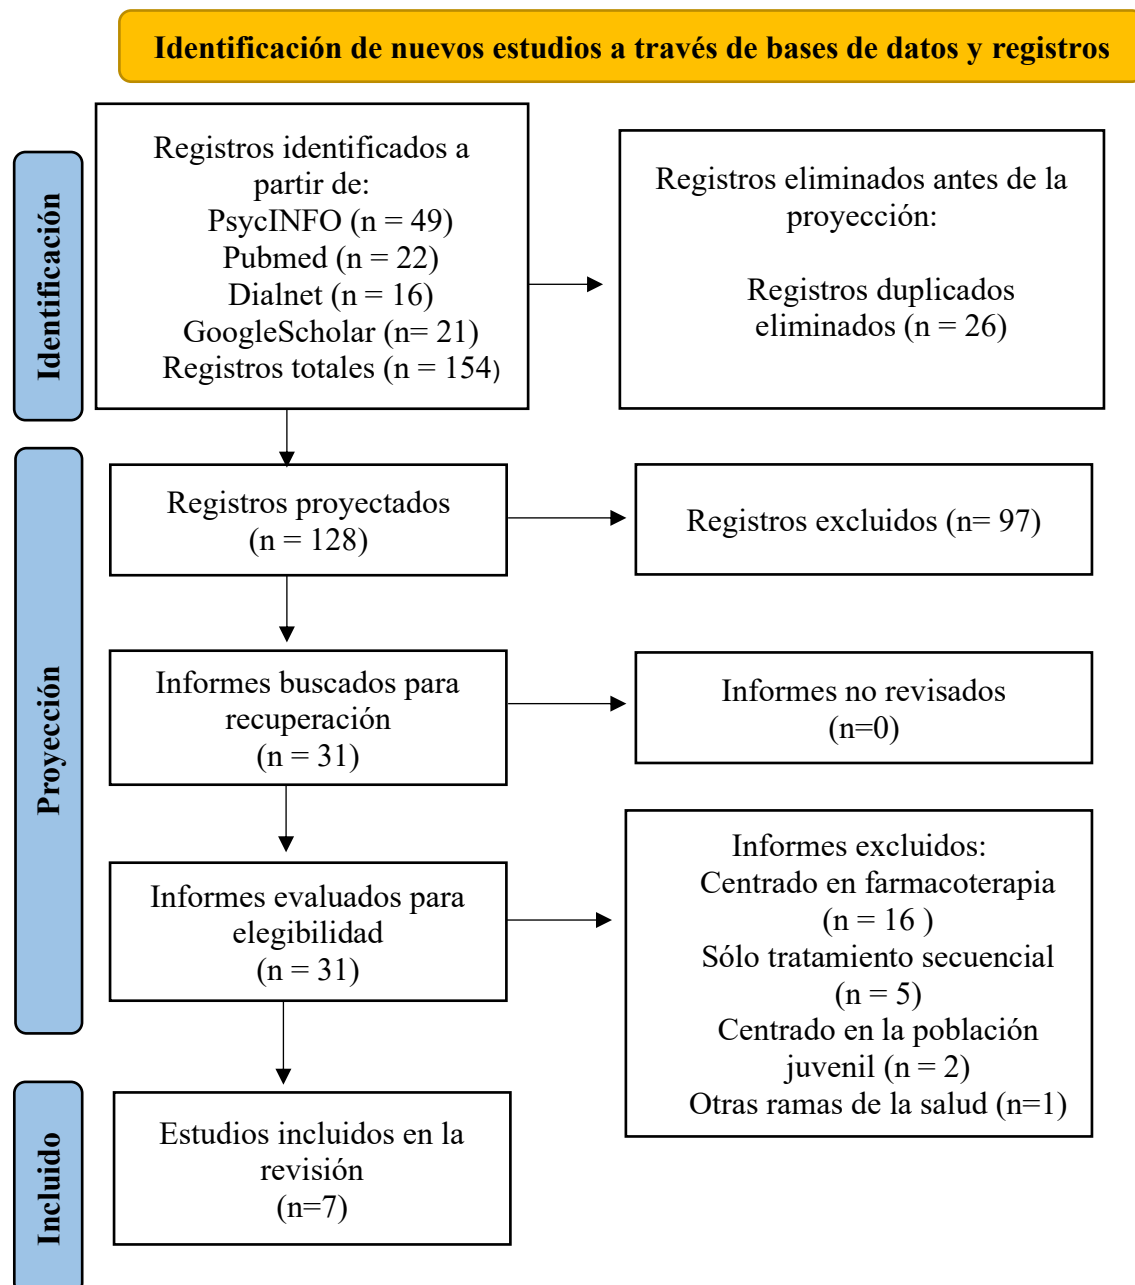 Identificación de nuevos estudios a través de bases de datos y registros
Identificación
Registros identificados a
partir de:
PsycINFO (n = 49)
Pubmed (n = 22)
Dialnet (n = 16)
GoogleScholar (n= 21)
Registros totales (n = 154)
Registros eliminados antes de la
proyección:
Registros duplicados
eliminados (n = 26)
Proyección
Registros proyectados
(n = 128)
Registros excluidos (n= 97)
Informes buscados para
recuperación
(n = 31)
Informes no revisados
(n=0)
Informes evaluados para
elegibilidad
(n = 31)
Informes excluidos:
Centrado en farmacoterapia
(n = 16 )
Sólo tratamiento secuencial
(n = 5)
Centrado en la población
juvenil (n = 2)
Otras ramas de la salud (n=1)
Incluido
Estudios incluidos en la
revisión
(n=7)